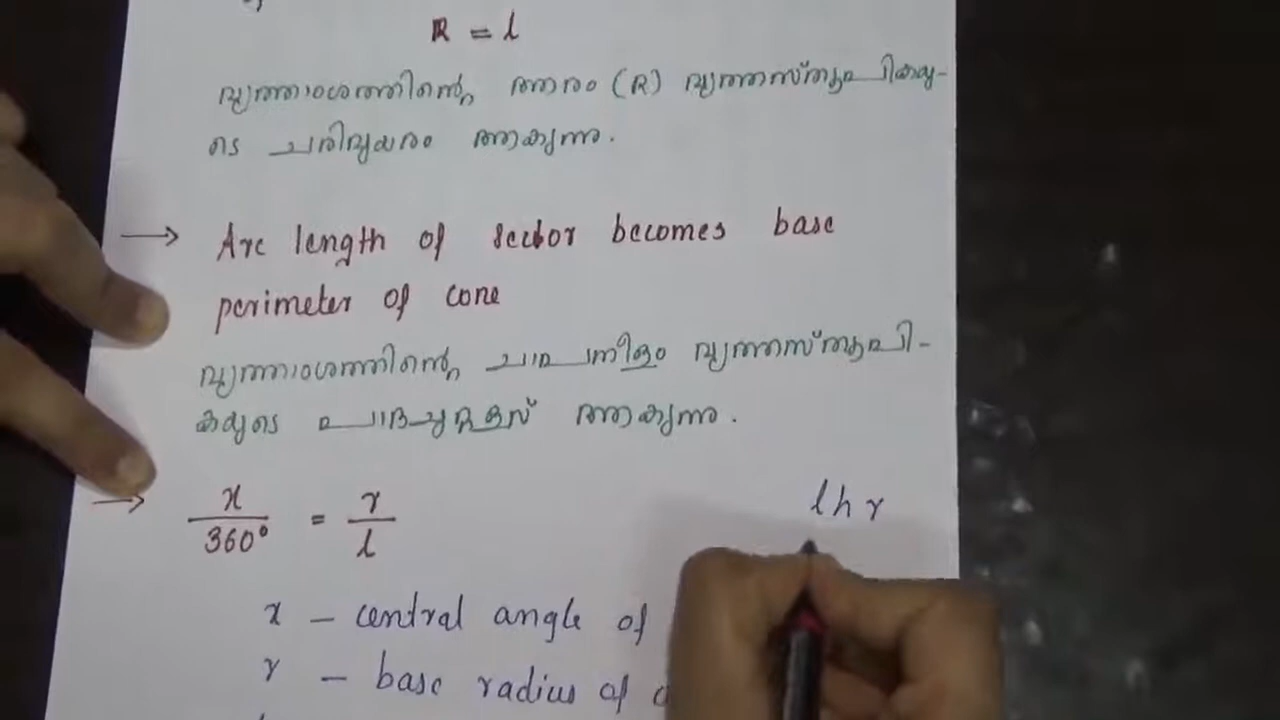 R = l
വൃത്താംശത്തിന്റെ ആരം (R) വൃത്തസ്തൂപികയു-
ടെ ചരിവുയരം ആകുന്നു.
→ Arc length of sector becomes base
perimeter of cone
വൃത്താംശത്തിന്റെ ചാപനീളം വൃത്തസ്തൂപി-
കയുടെ പാദചുറ്റളവ് ആകുന്നു.
→ x/360° = r/l
l h r
x – central angle of
r – base radius of